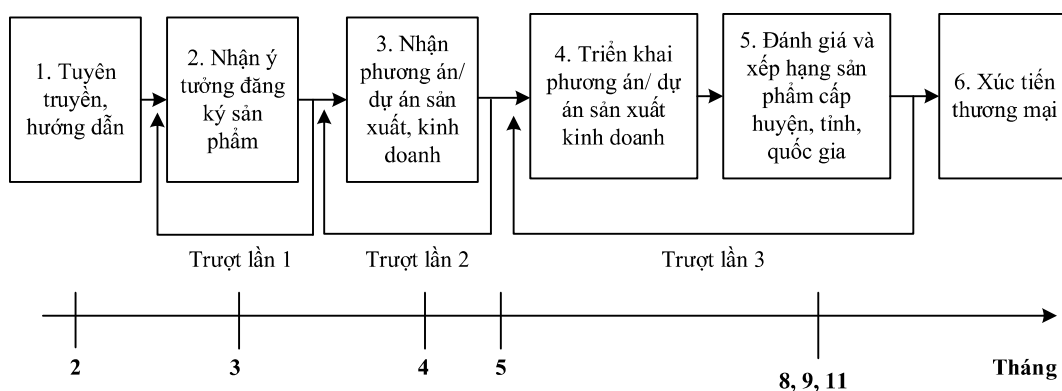 1. Tuyên
truyền,
hướng dẫn
2. Nhận ý
tưởng đăng
ký sản
phẩm
3. Nhận
phương án/
dự án sản
xuất, kinh
doanh
4. Triển khai
phương án/ dự
án sản xuất
kinh doanh
5. Đánh giá và
xếp hạng sản
phẩm cấp
huyện, tỉnh,
quốc gia
6. Xúc tiến
thương mại
Trượt lần 1
Trượt lần 2
Trượt lần 3
2
3
4
5
8, 9, 11
Tháng